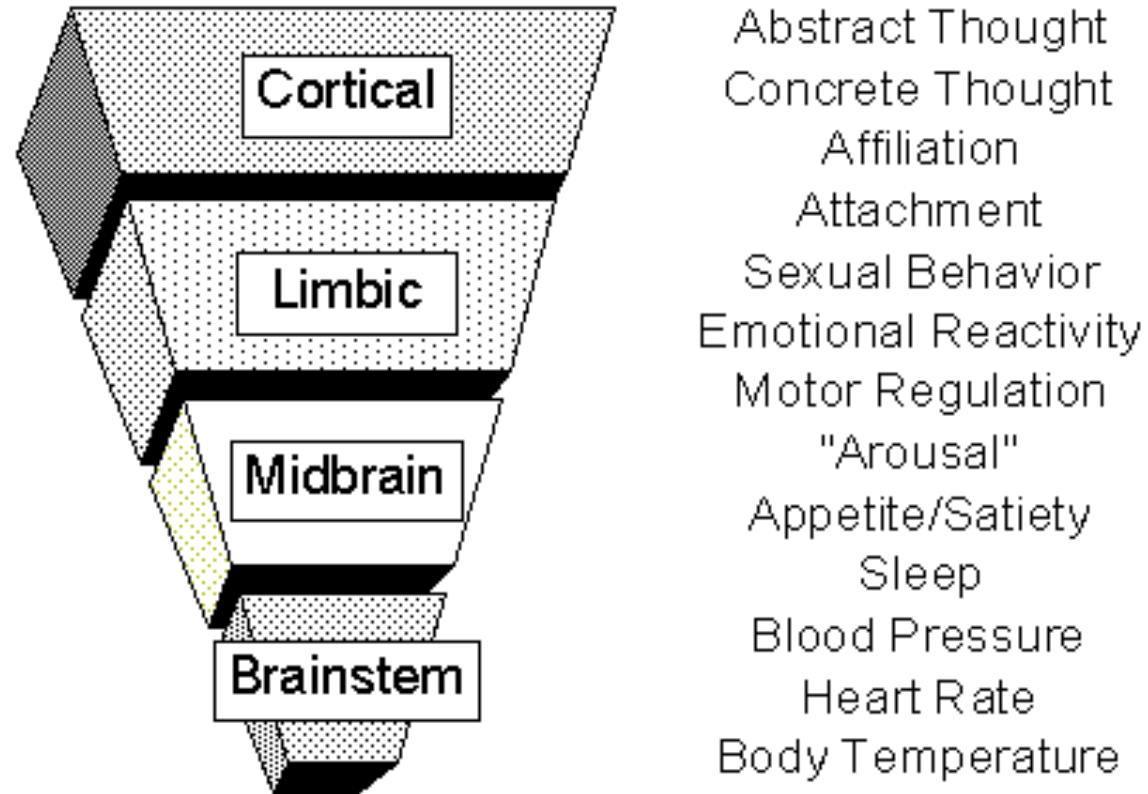 Cortical
Limbic
Midbrain
Brainstem
Abstract Thought
Concrete Thought
Affiliation
Attachment
Sexual Behavior
Emotional Reactivity
Motor Regulation
"Arousal"
Appetite/Satiety
Sleep
Blood Pressure
Heart Rate
Body Temperature